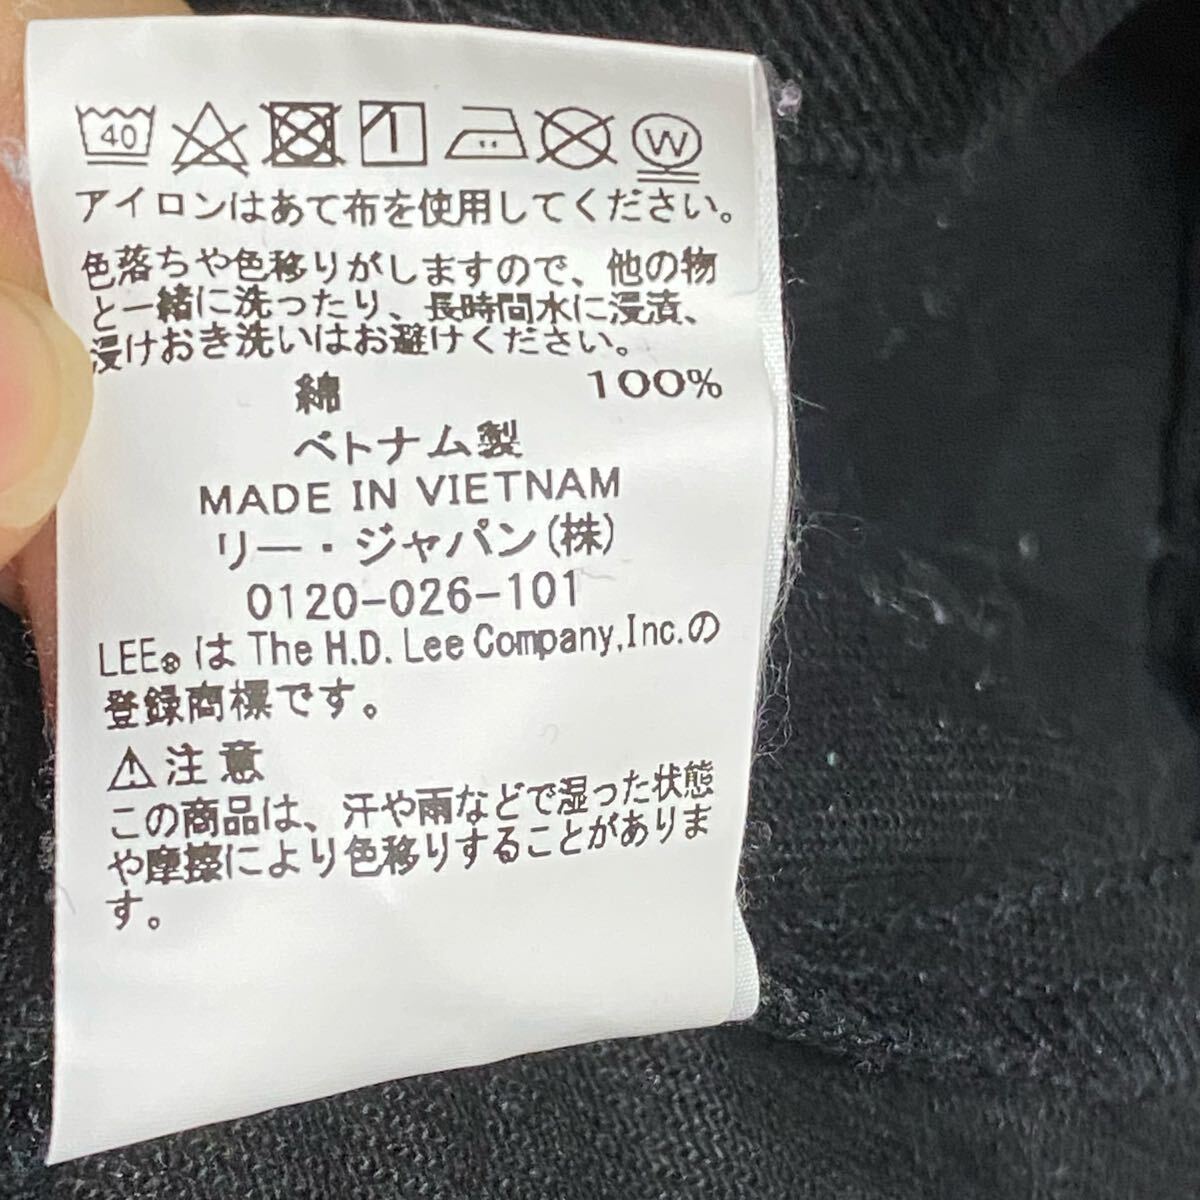 40 W
アイロンはあて布を使用してください。
色落ちや色移りがしますので、他の物
と一緒に洗ったり、長時間水に浸漬、
浸けおき洗いはお避けください。
綿 100%
ベトナム製
MADE IN VIETNAM
リー・ジャパン(株)
0120-026-101
LEE®は The H.D. Lee Company,Inc.の
登録商標です。
⚠注意
この商品は、汗や雨などで湿った状態
や摩擦により色移りすることがありま
す。